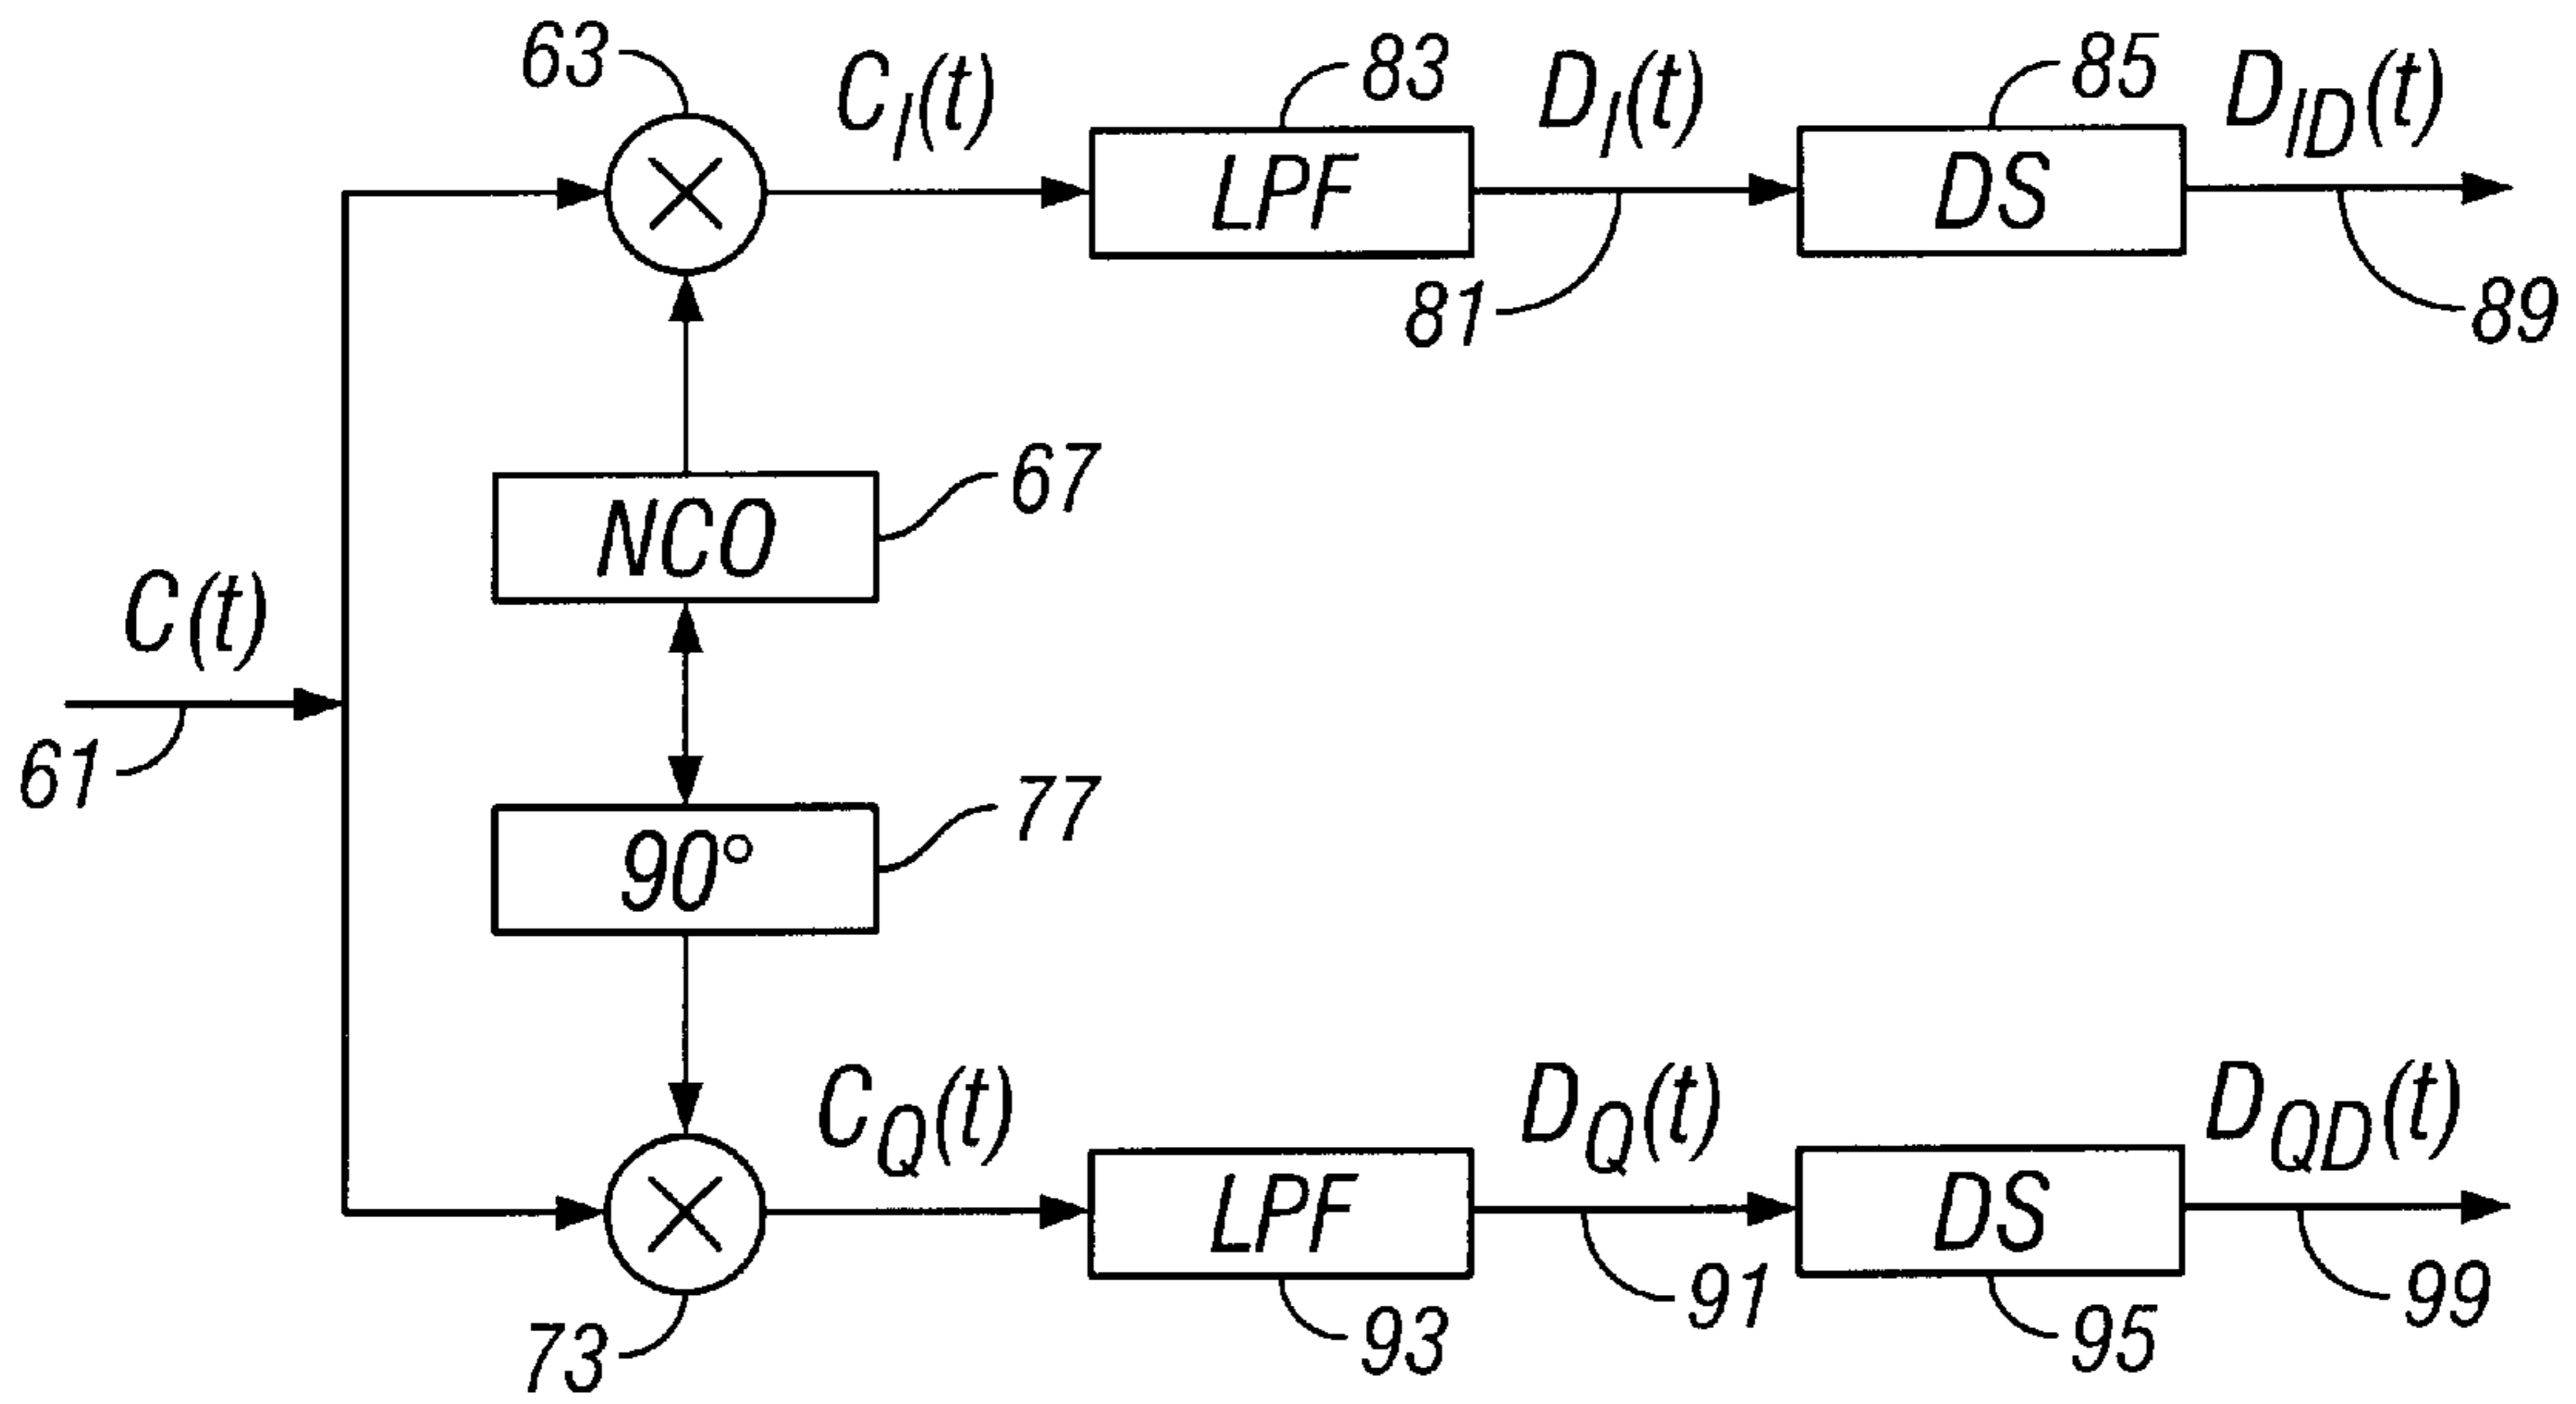 63
C_I(t)
83
D_I(t)
85
D_ID(t)
LPF
DS
81
89
NCO
67
C(t)
61
77
90°
C_Q(t)
D_Q(t)
D_QD(t)
LPF
DS
73
93
91
95
99